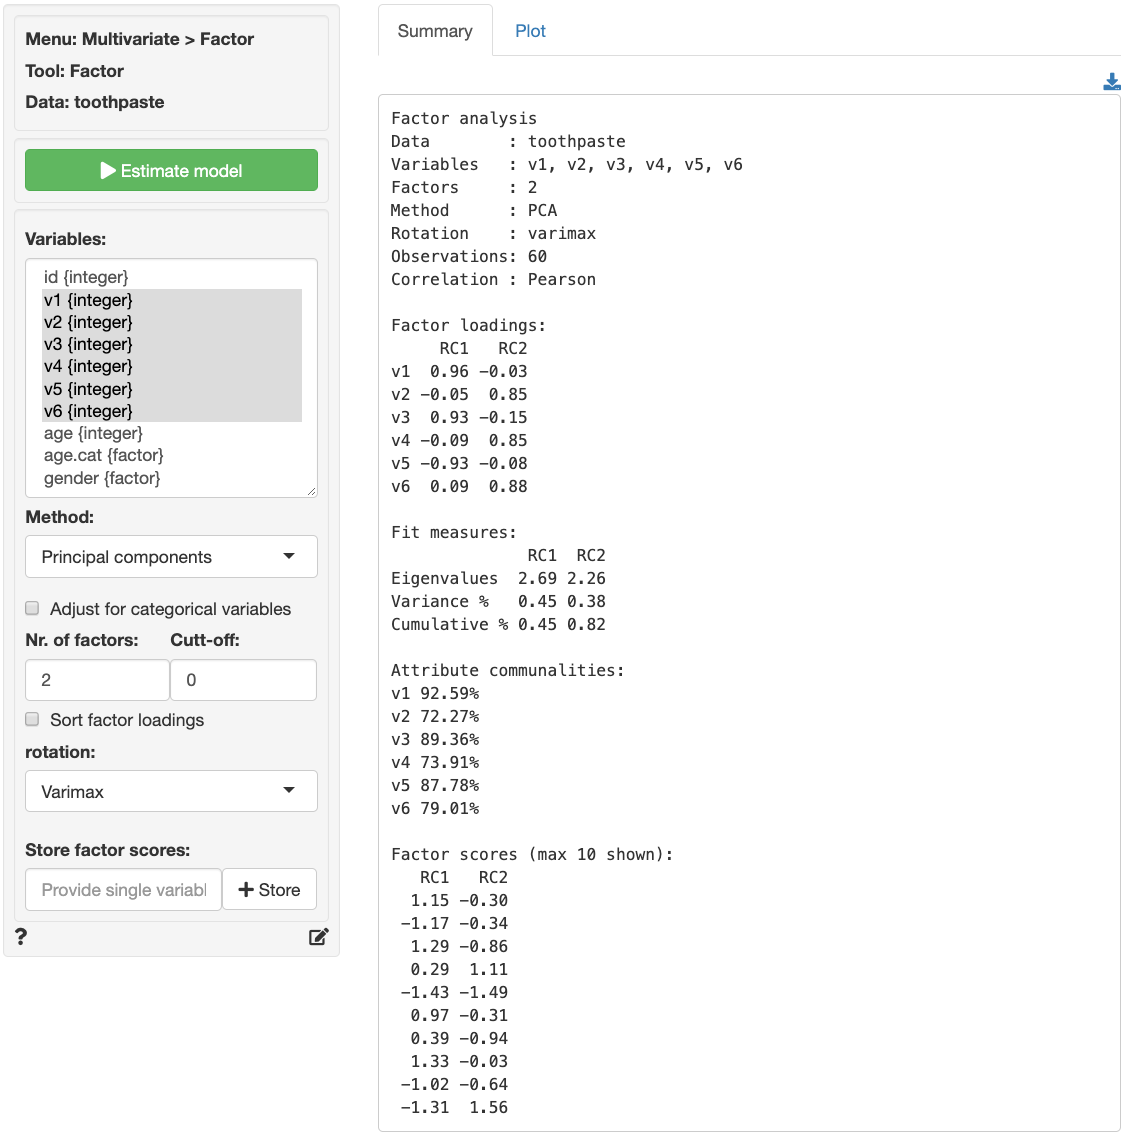 Menu: Multivariate > Factor
Tool: Factor
Data: toothpaste
Estimate model
Variables:
id {integer}
v1 {integer}
v2 {integer}
v3 {integer}
v4 {integer}
v5 {integer}
v6 {integer}
age {integer}
age.cat {factor}
gender {factor}
Method:
Principal components
Adjust for categorical variables
Nr. of factors: Cutt-off:
2 0
Sort factor loadings
rotation:
Varimax
Store factor scores:
Provide single variabl + Store
?
Summary Plot
Factor analysis
Data        : toothpaste
Variables   : v1, v2, v3, v4, v5, v6
Factors     : 2
Method      : PCA
Rotation    : varimax
Observations: 60
Correlation : Pearson
Factor loadings:
     RC1   RC2
v1  0.96 -0.03
v2 -0.05  0.85
v3  0.93 -0.15
v4 -0.09  0.85
v5 -0.93 -0.08
v6  0.09  0.88
Fit measures:
              RC1  RC2
Eigenvalues  2.69 2.26
Variance %   0.45 0.38
Cumulative % 0.45 0.82
Attribute communalities:
v1 92.59%
v2 72.27%
v3 89.36%
v4 73.91%
v5 87.78%
v6 79.01%
Factor scores (max 10 shown):
   RC1   RC2
  1.15 -0.30
 -1.17 -0.34
  1.29 -0.86
  0.29  1.11
 -1.43 -1.49
  0.97 -0.31
  0.39 -0.94
  1.33 -0.03
 -1.02 -0.64
 -1.31  1.56